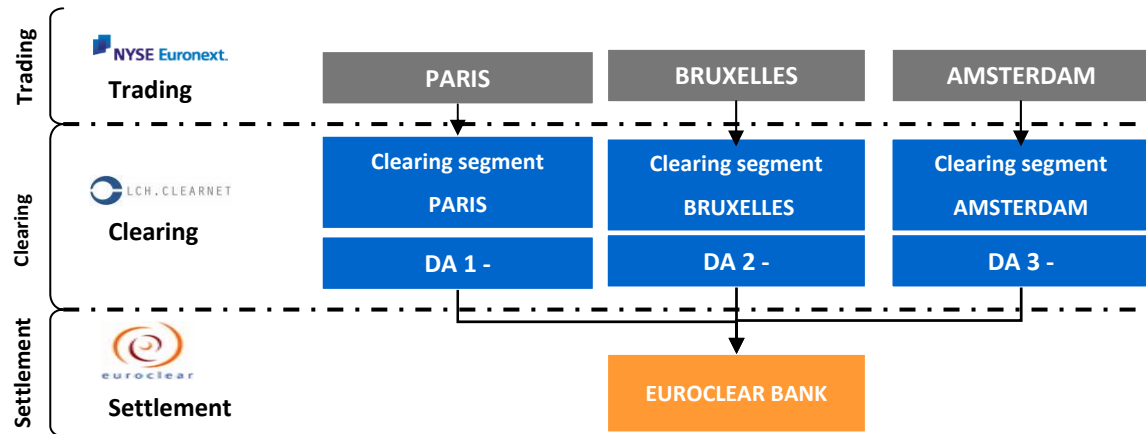 Trading
NYSE Euronext.
Trading
PARIS
BRUXELLES
AMSTERDAM
Clearing
LCH.CLEARNET
Clearing
Clearing segment
PARIS
Clearing segment
BRUXELLES
Clearing segment
AMSTERDAM
DA 1 -
DA 2 -
DA 3 -
Settlement
euroclear
Settlement
EUROCLEAR BANK